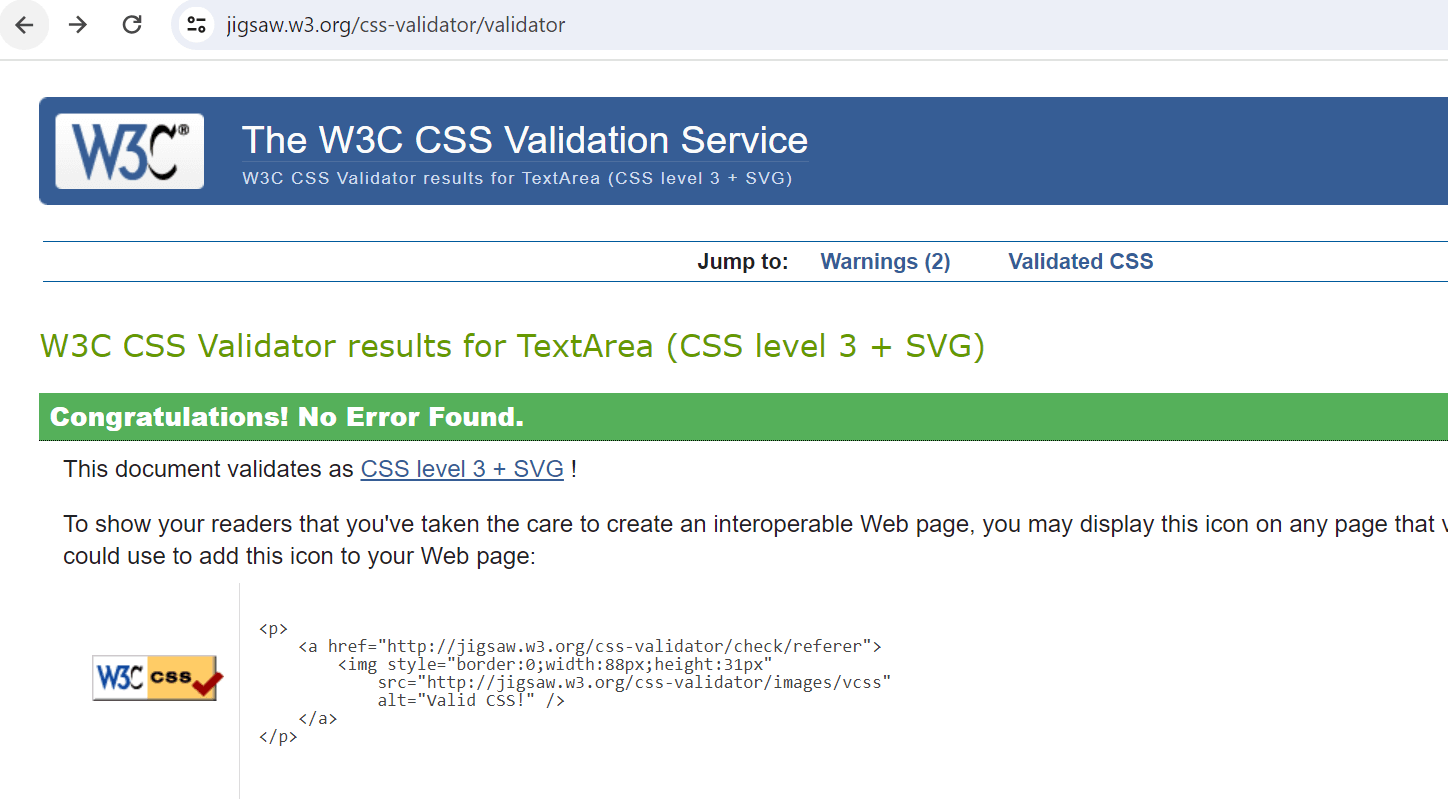 jigsaw.w3.org/css-validator/validator
W3C®
The W3C CSS Validation Service
W3C CSS Validator results for TextArea (CSS level 3 + SVG)
Jump to: Warnings (2) Validated CSS
W3C CSS Validator results for TextArea (CSS level 3 + SVG)
Congratulations! No Error Found.
This document validates as CSS level 3 + SVG !
To show your readers that you've taken the care to create an interoperable Web page, you may display this icon on any page that
could use to add this icon to your Web page:
W3C css
<p>
    <a href="http://jigsaw.w3.org/css-validator/check/referer">
        <img style="border:0;width:88px;height:31px"
            src="http://jigsaw.w3.org/css-validator/images/vcss"
            alt="Valid CSS!" />
    </a>
</p>